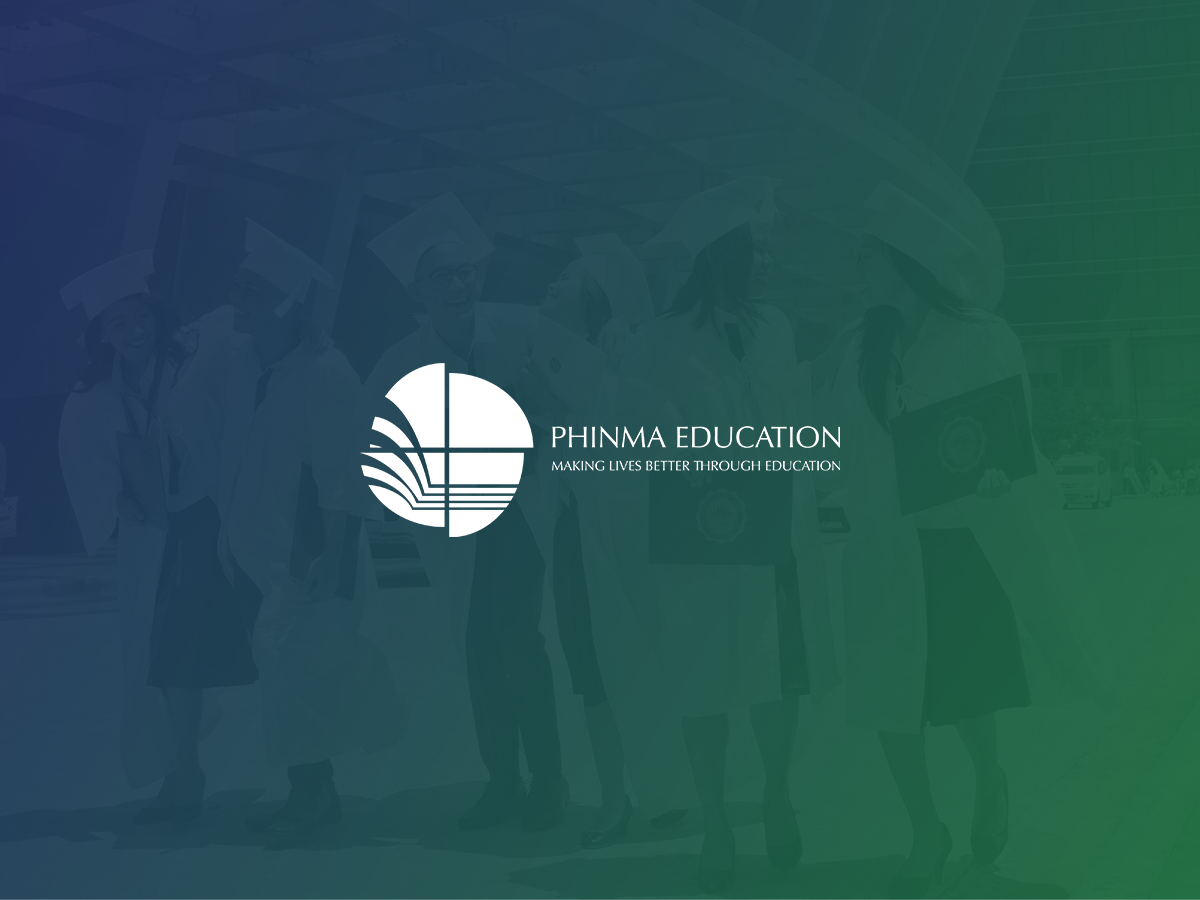 PHINMA EDUCATION
MAKING LIVES BETTER THROUGH EDUCATION